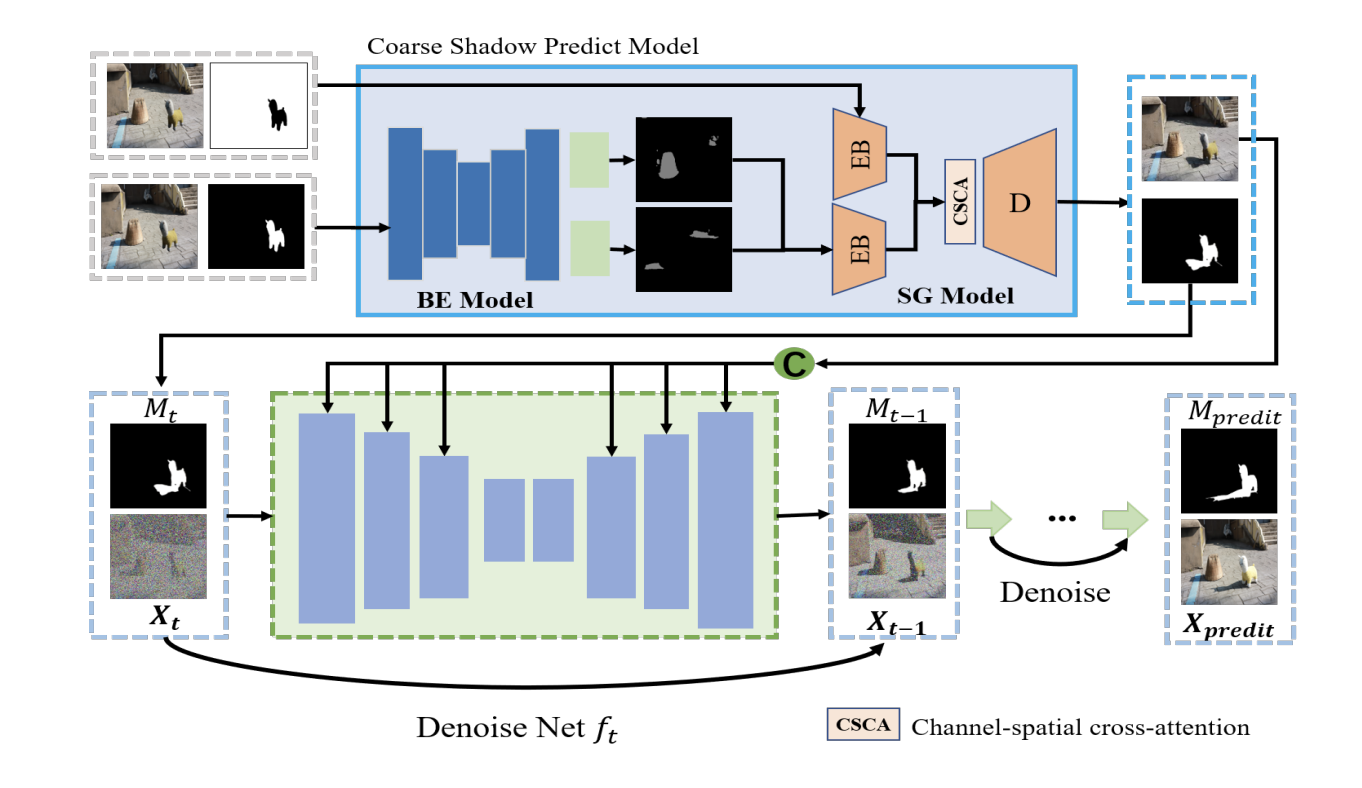 Coarse Shadow Predict Model
EB
EB
CSCA
D
BE Model
SG Model
C
M_t
X_t
M_{t-1}
X_{t-1}
...
Denoise
M_{predit}
X_{predit}
Denoise Net f_t
CSCA Channel-spatial cross-attention